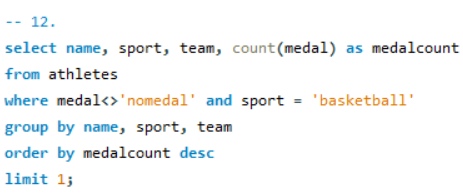 -- 12.
select name, sport, team, count(medal) as medalcount
from athletes
where medal<>'nomedal' and sport = 'basketball'
group by name, sport, team
order by medalcount desc
limit 1;